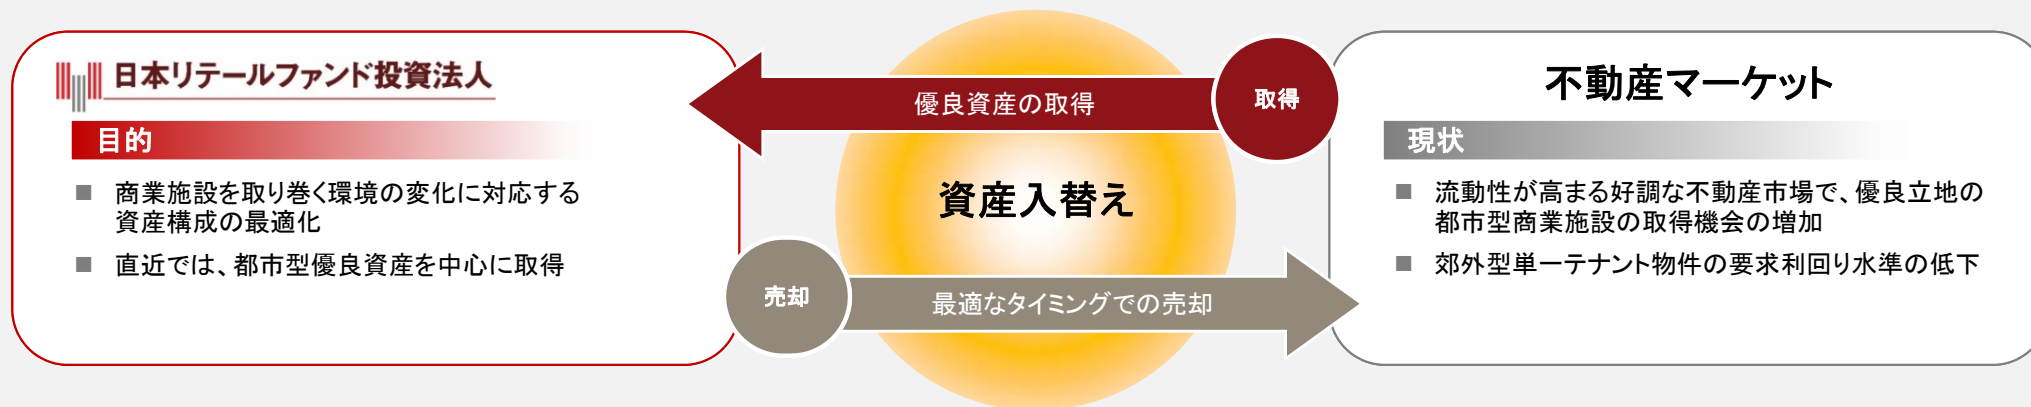 日本リテールファンド投資法人
目的
■ 商業施設を取り巻く環境の変化に対応する
資産構成の最適化
■ 直近では、都市型優良資産を中心に取得
優良資産の取得
取得
資産入替え
売却
最適なタイミングでの売却
不動産マーケット
現状
■ 流動性が高まる好調な不動産市場で、優良立地の
都市型商業施設の取得機会の増加
■ 郊外型単一テナント物件の要求利回り水準の低下